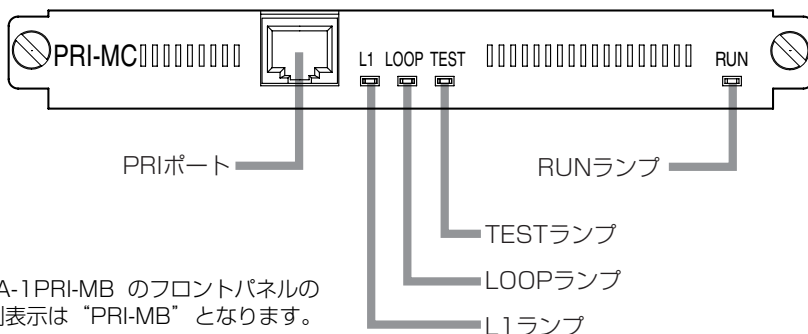 PRI-MC L1 LOOP TEST RUN
PRIポート
RUNランプ
TESTランプ
LOOPランプ
L1ランプ
A-1PRI-MB のフロントパネルの
表示は“PRI-MB”となります。